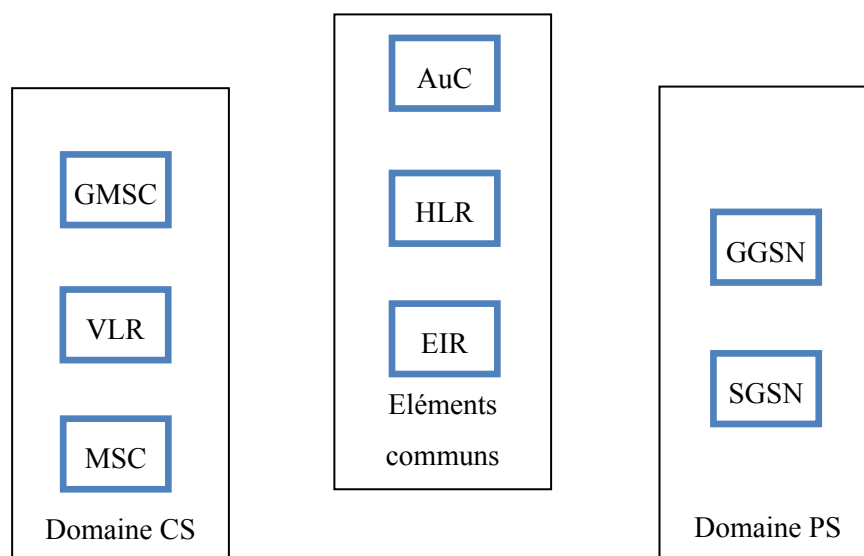 GMSC
VLR
MSC
Domaine CS
AuC
HLR
EIR
Eléments
communs
GGSN
SGSN
Domaine PS